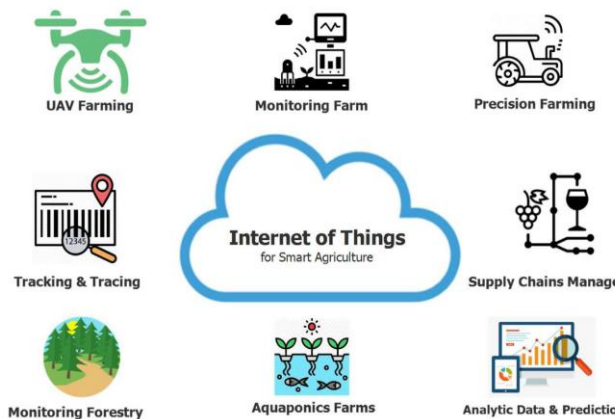 UAV Farming
Monitoring Farm
Precision Farming
12345
Internet of Things
for Smart Agriculture
Tracking & Tracing
Supply Chains Manage
Monitoring Forestry
Aquaponics Farms
Analytic Data & Predictio